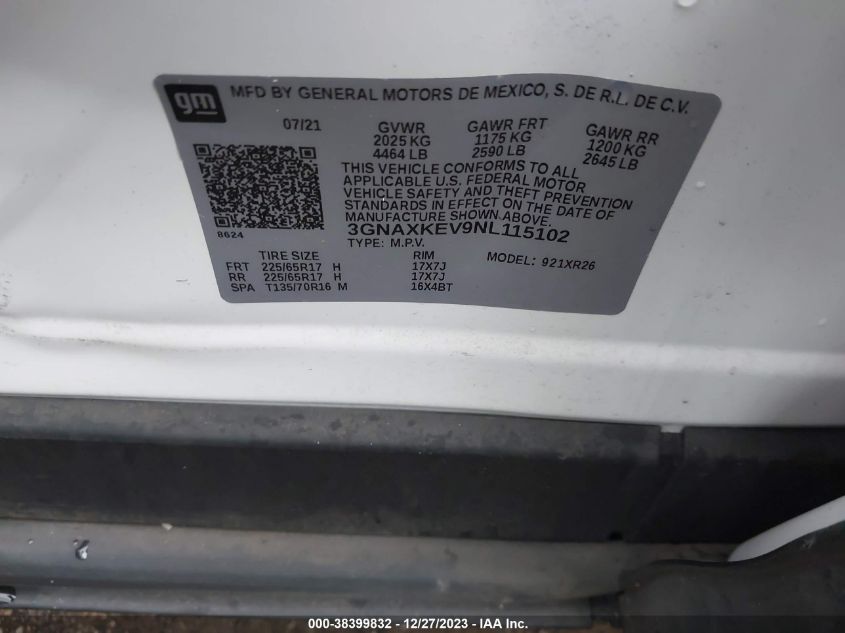 gm MFD BY GENERAL MOTORS DE MEXICO, S. DE R.L. DE C.V.
07/21 GVWR GAWR FRT GAWR RR
2025 KG 1175 KG 1200 KG
4464 LB 2590 LB 2645 LB
THIS VEHICLE CONFORMS TO ALL
APPLICABLE U.S. FEDERAL MOTOR
VEHICLE SAFETY AND THEFT PREVENTION
STANDARDS IN EFFECT ON THE DATE OF
MANUFACTURE SHOWN ABOVE.
8624 3GNAXKEV9NL115102
TYPE: M.P.V.
TIRE SIZE RIM MODEL: 921XR26
FRT 225/65R17 H 17X7J
RR 225/65R17 H 17X7J
SPA T135/70R16 M 16X4BT
000-38399832 - 12/27/2023 - IAA Inc.